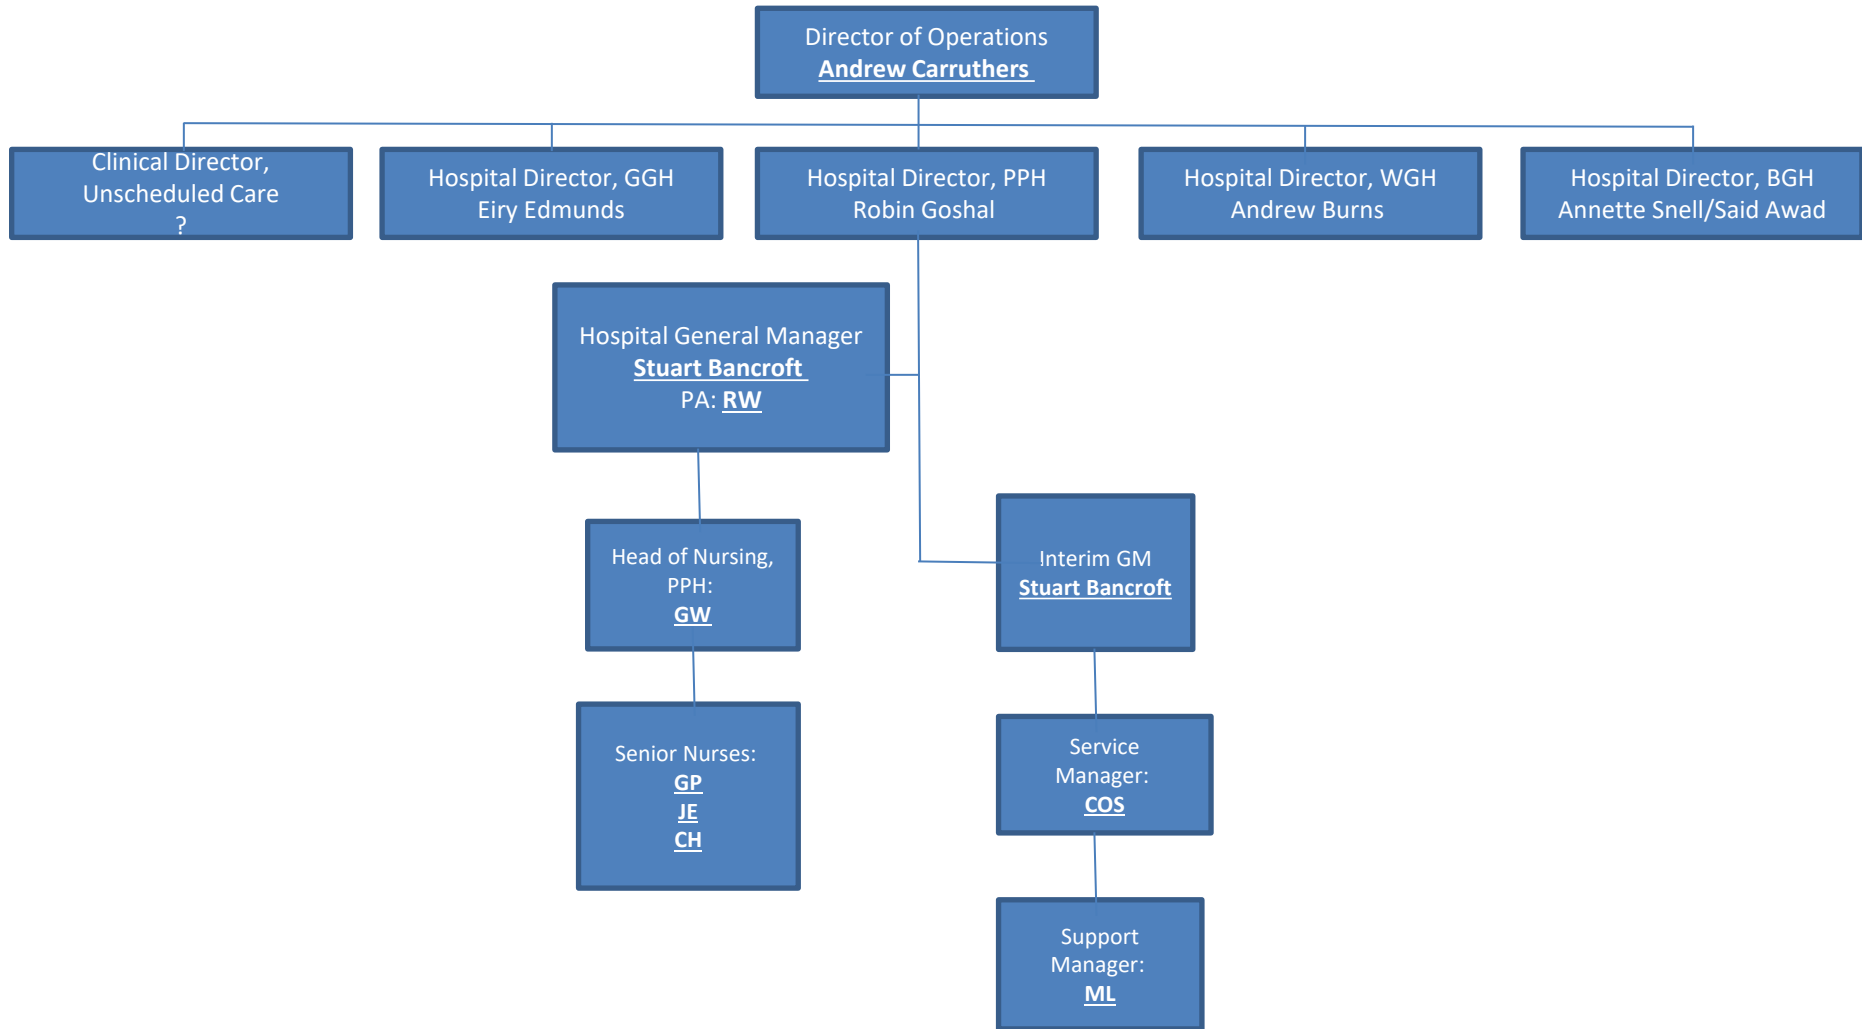 Director of Operations
Andrew Carruthers
Clinical Director,
Unscheduled Care
?
Hospital Director, GGH
Eiry Edmunds
Hospital Director, PPH
Robin Goshal
Hospital Director, WGH
Andrew Burns
Hospital Director, BGH
Annette Snell/Said Awad
Hospital General Manager
Stuart Bancroft
PA: RW
Head of Nursing,
PPH:
GW
Interim GM
Stuart Bancroft
Senior Nurses:
GP
JE
CH
Service
Manager:
COS
Support
Manager:
ML